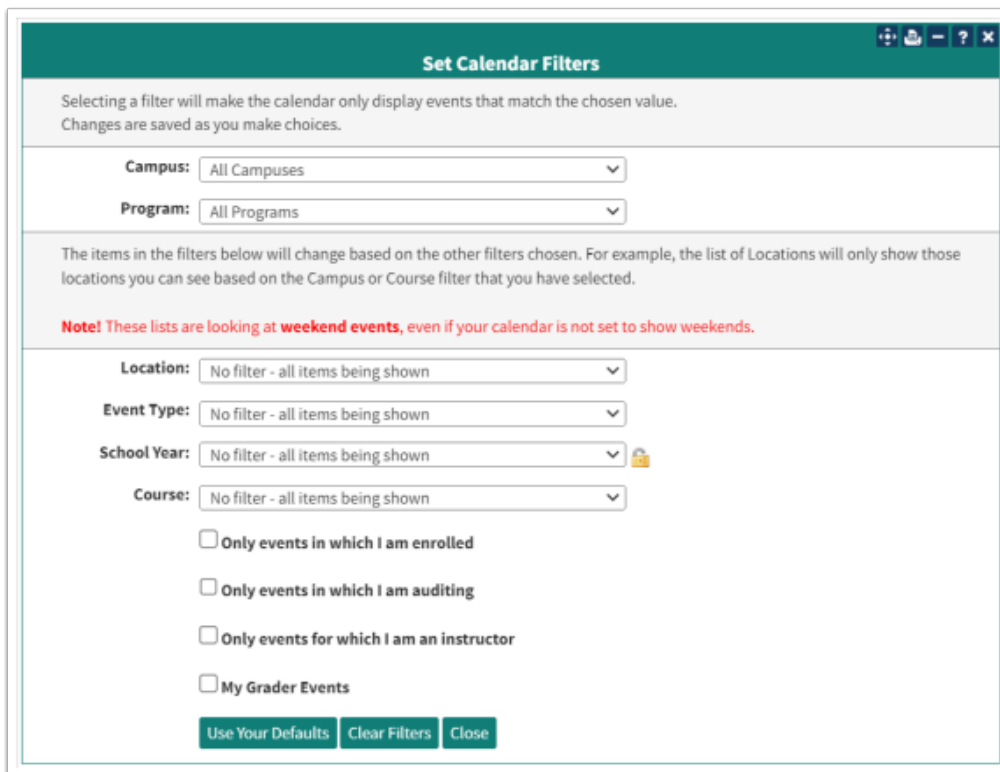 ?
Set Calendar Filters
Selecting a filter will make the calendar only display events that match the chosen value.
Changes are saved as you make choices.
Campus: All Campuses
Program: All Programs
The items in the filters below will change based on the other filters chosen. For example, the list of Locations will only show those
locations you can see based on the Campus or Course filter that you have selected.
Note! These lists are looking at weekend events, even if your calendar is not set to show weekends.
Location: No filter - all items being shown
Event Type: No filter - all items being shown
School Year: No filter - all items being shown
Course: No filter - all items being shown
Only events in which I am enrolled
Only events in which I am auditing
Only events for which I am an instructor
My Grader Events
Use Your Defaults Clear Filters Close